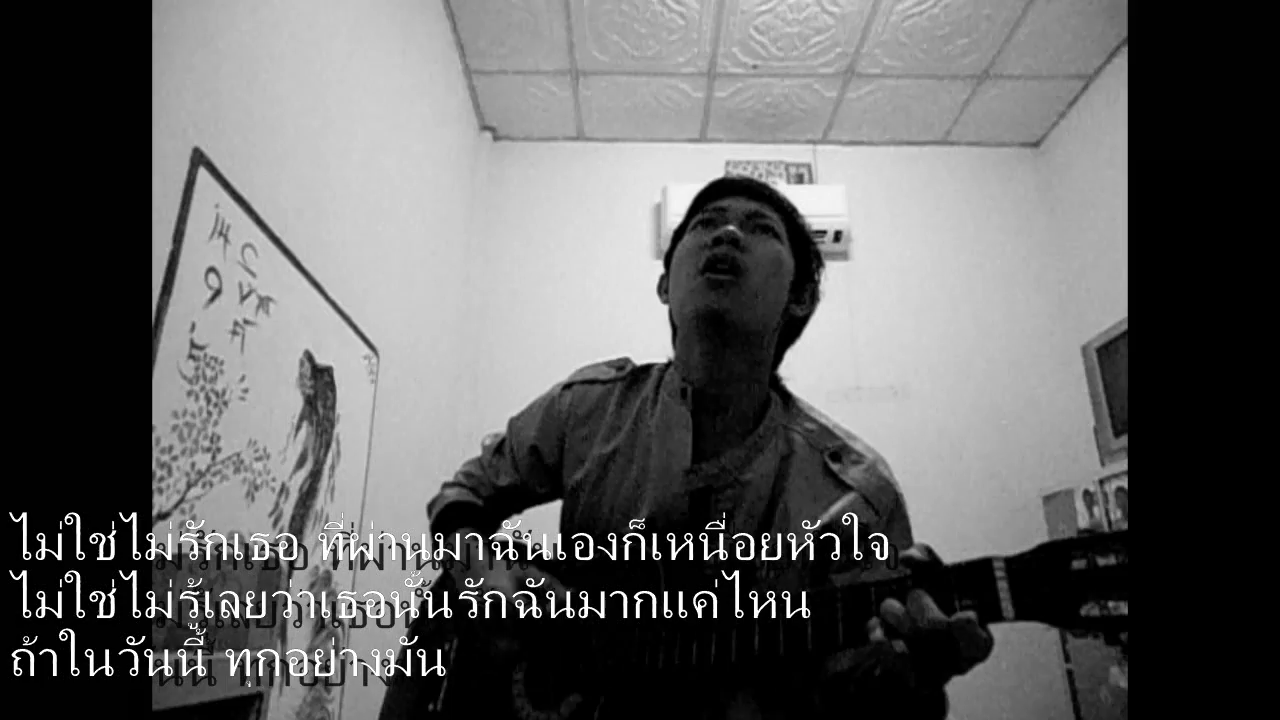 ไม่ใช่ไม่รักเธอ ที่ผ่านมาฉันเองก็เหนื่อยหัวใจ
ไม่ใช่ไม่รู้เลยว่าเธอนั้นรักฉันมากแค่ไหน
ถ้าในวันนี้ ทุกอย่างมัน